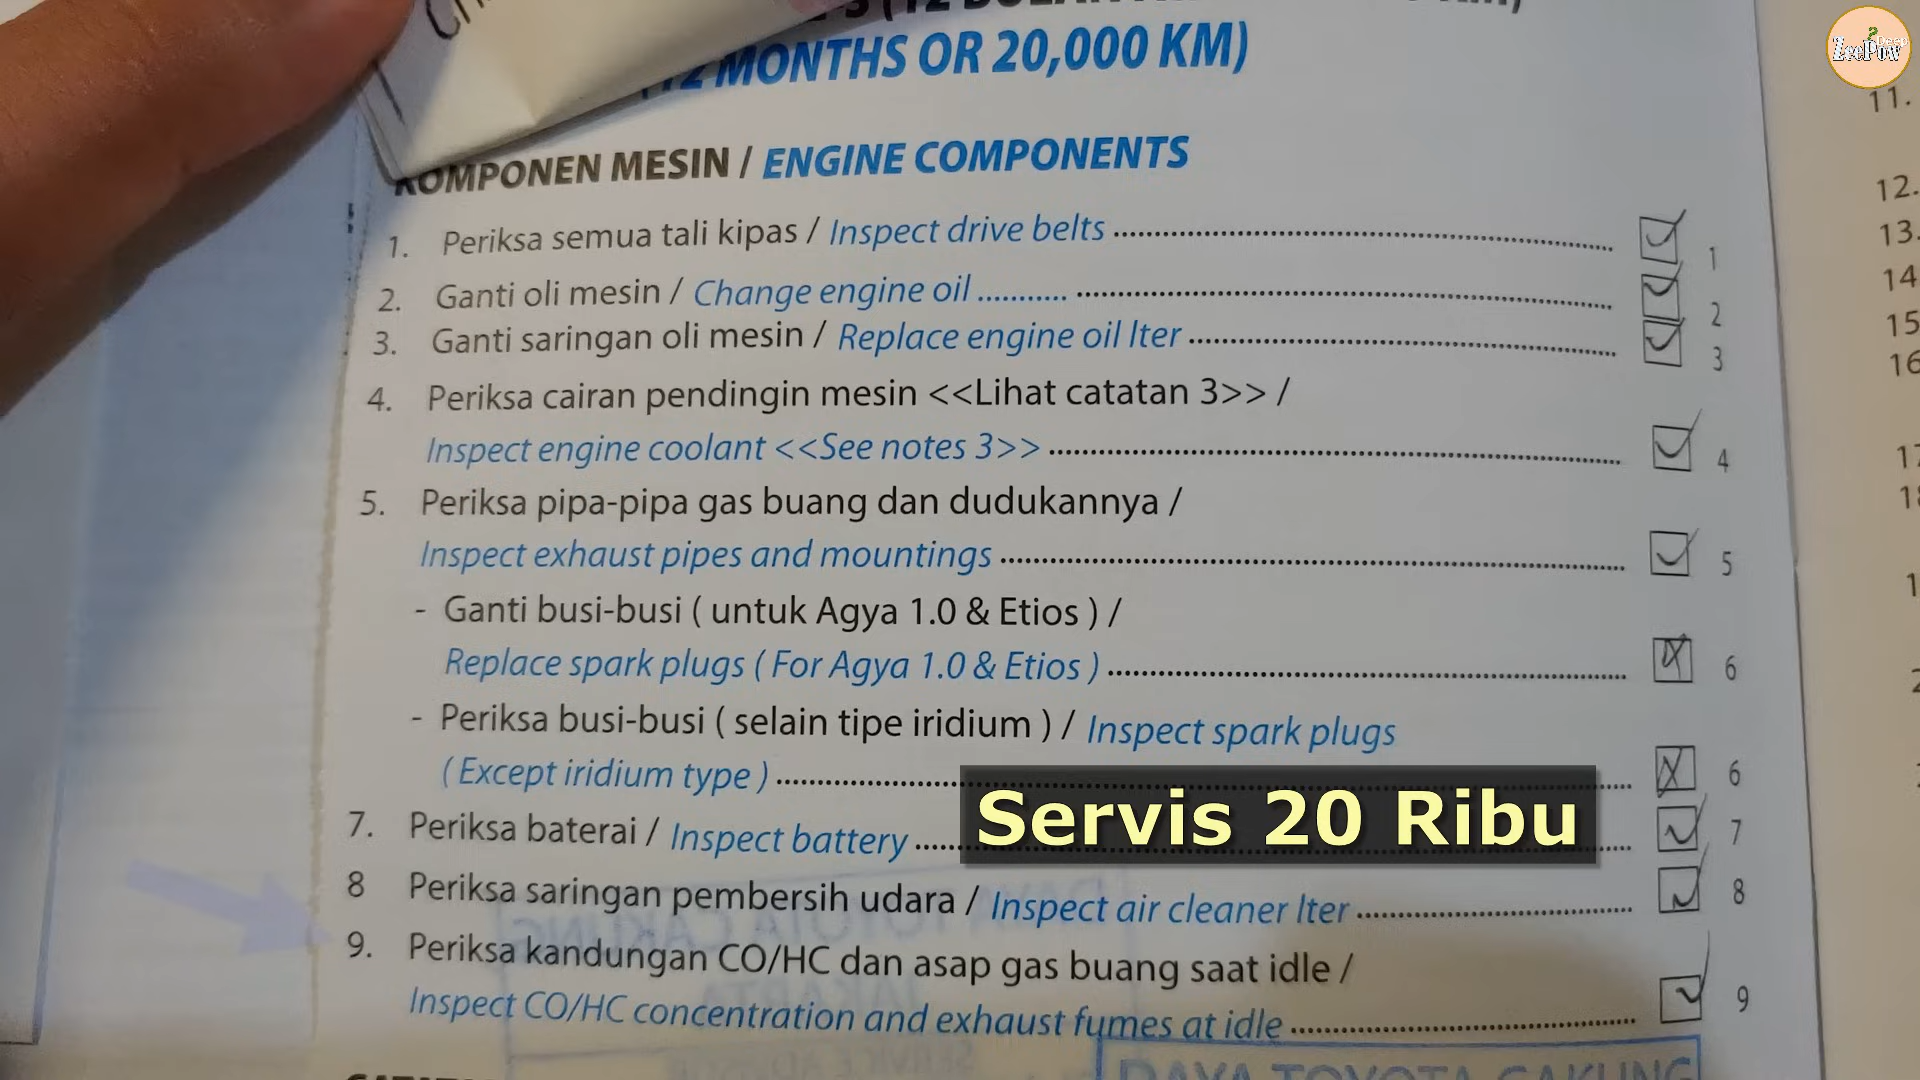 (12 MONTHS OR 20,000 KM)
KOMPONEN MESIN / ENGINE COMPONENTS
1. Periksa semua tali kipas / Inspect drive belts 1
2. Ganti oli mesin / Change engine oil 2
3. Ganti saringan oli mesin / Replace engine oil lter 3
4. Periksa cairan pendingin mesin <<Lihat catatan 3>> /
Inspect engine coolant <<See notes 3>> 4
5. Periksa pipa-pipa gas buang dan dudukannya /
Inspect exhaust pipes and mountings 5
- Ganti busi-busi ( untuk Agya 1.0 & Etios ) /
Replace spark plugs ( For Agya 1.0 & Etios ) 6
- Periksa busi-busi ( selain tipe iridium ) / Inspect spark plugs
( Except iridium type ) 6
7. Periksa baterai / Inspect battery 7
Servis 20 Ribu
8 Periksa saringan pembersih udara / Inspect air cleaner lter 8
9. Periksa kandungan CO/HC dan asap gas buang saat idle /
Inspect CO/HC concentration and exhaust fumes at idle 9
DAYA TOYOTA CAKUNG
11.
12.
13.
14
15
16
ZeePow